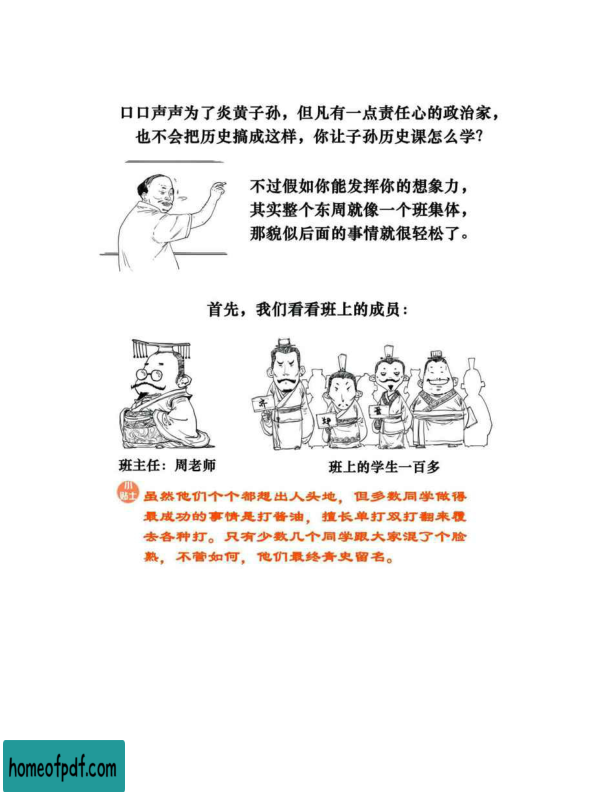 口口声声为了炎黄子孙，但凡有一点责任心的政治家，
也不会把历史搞成这样，你让子孙历史课怎么学？
不过假如你能发挥你的想象力，
其实整个东周就像一个班集体，
那貌似后面的事情就很轻松了。
首先，我们看看班上的成员：
班主任：周老师
班上的学生一百多
小
贴士
虽然他们个个都想出人头地，但多数同学做得
最成功的事情是打酱油，擅长单打双打翻来覆
去各种打。只有少数几个同学跟大家混了个脸
熟，不管如何，他们最终青史留名。
homeofpdf.com